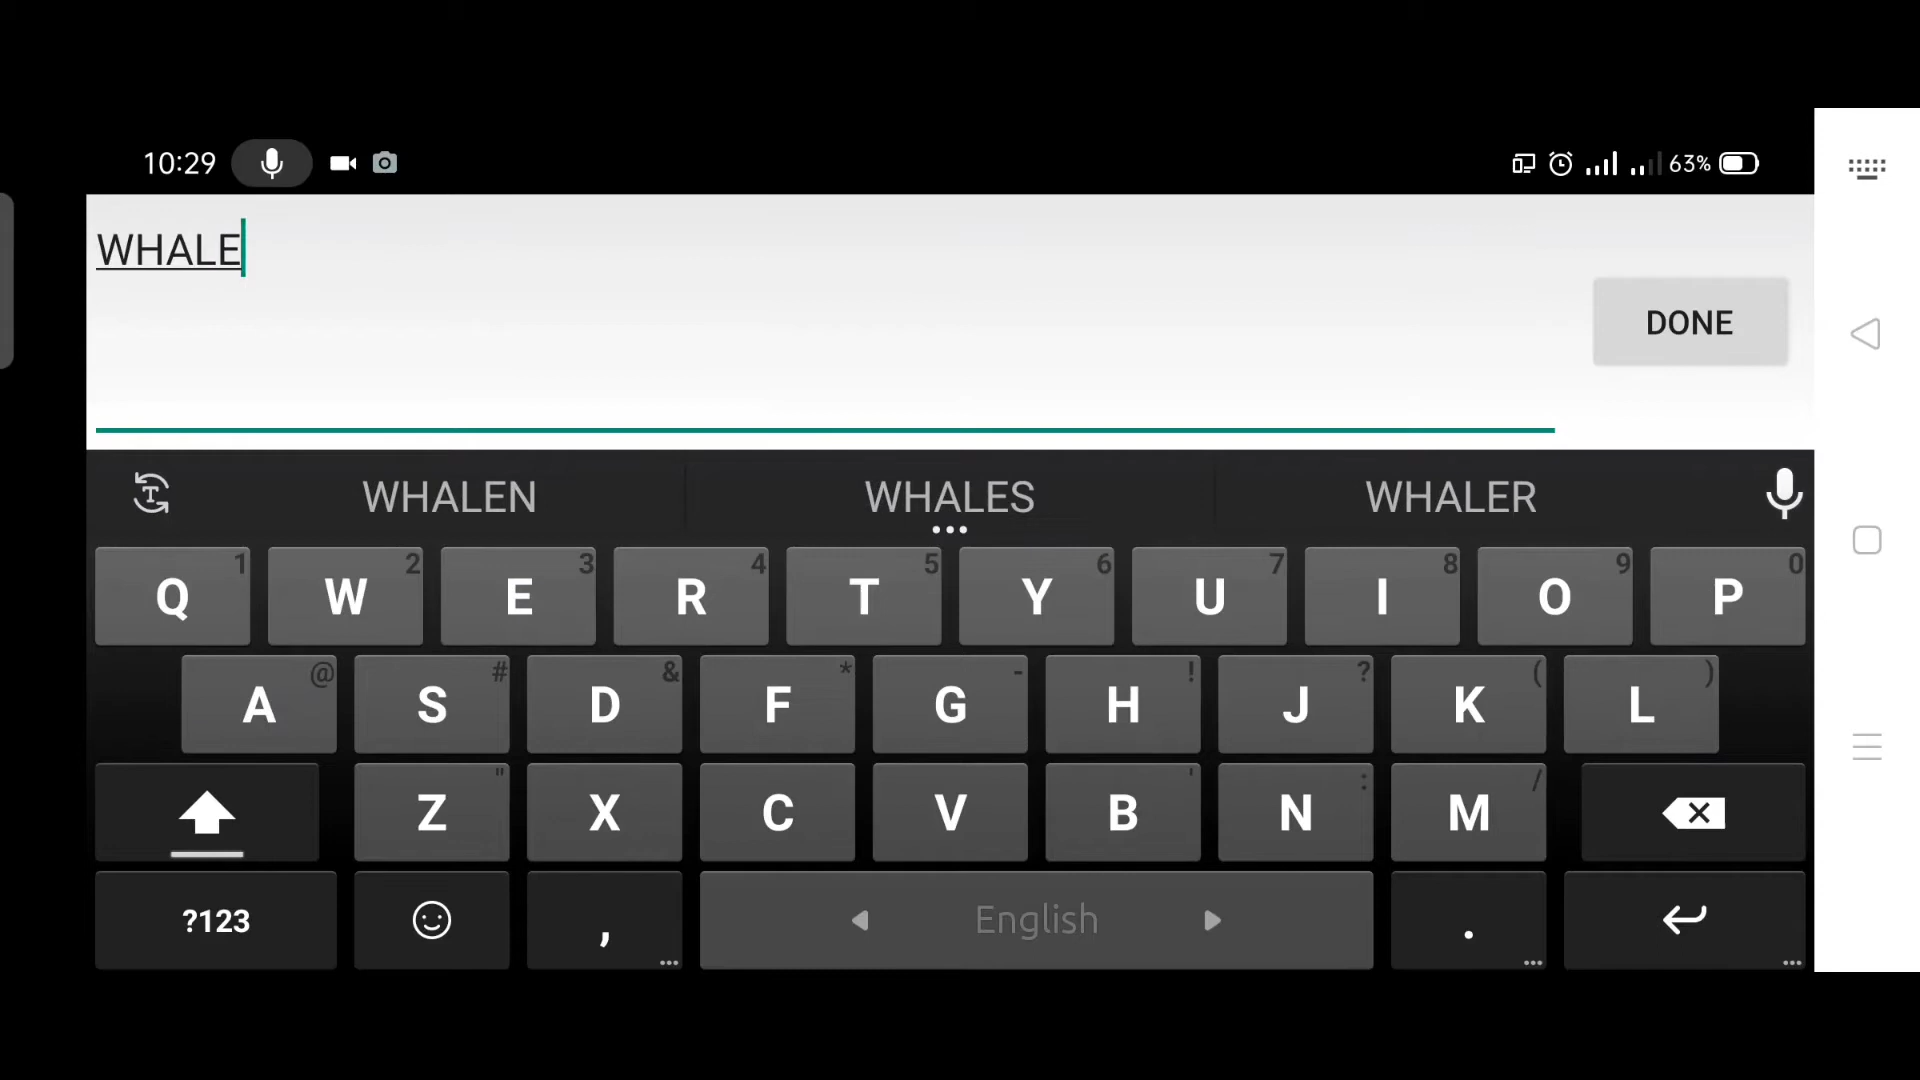 10:29
63%
WHALE
DONE
WHALEN WHALES WHALER
Q 1 W 2 E 3 R 4 T 5 Y 6 U 7 I 8 O 9 P 0
A @ S # D & F * G - H ! J ? K ( L )
Z " X C V B ' N : M /
?123 , English .